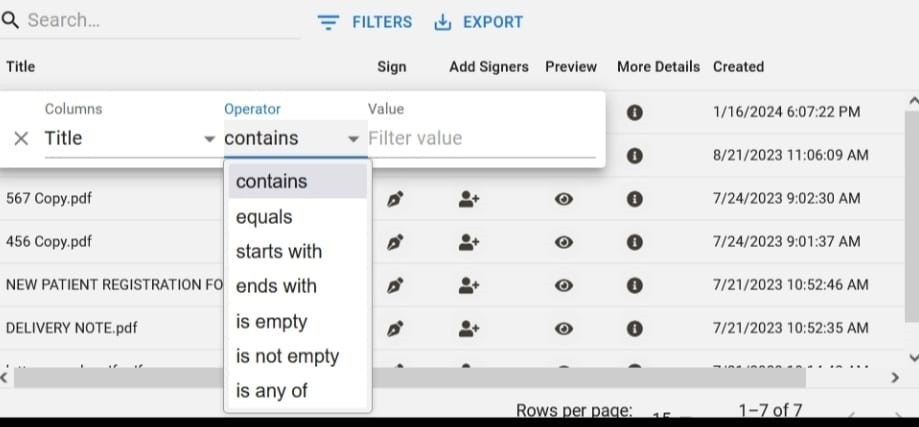 Search...
FILTERS
EXPORT
Title Sign Add Signers Preview More Details Created
Columns Operator Value
Title contains Filter value
1/16/2024 6:07:22 PM
8/21/2023 11:06:09 AM
contains
equals
starts with
ends with
is empty
is not empty
is any of
567 Copy.pdf 7/24/2023 9:02:30 AM
456 Copy.pdf 7/24/2023 9:01:37 AM
NEW PATIENT REGISTRATION FO 7/21/2023 10:52:46 AM
DELIVERY NOTE.pdf 7/21/2023 10:52:35 AM
Rows per page: 15 1–7 of 7